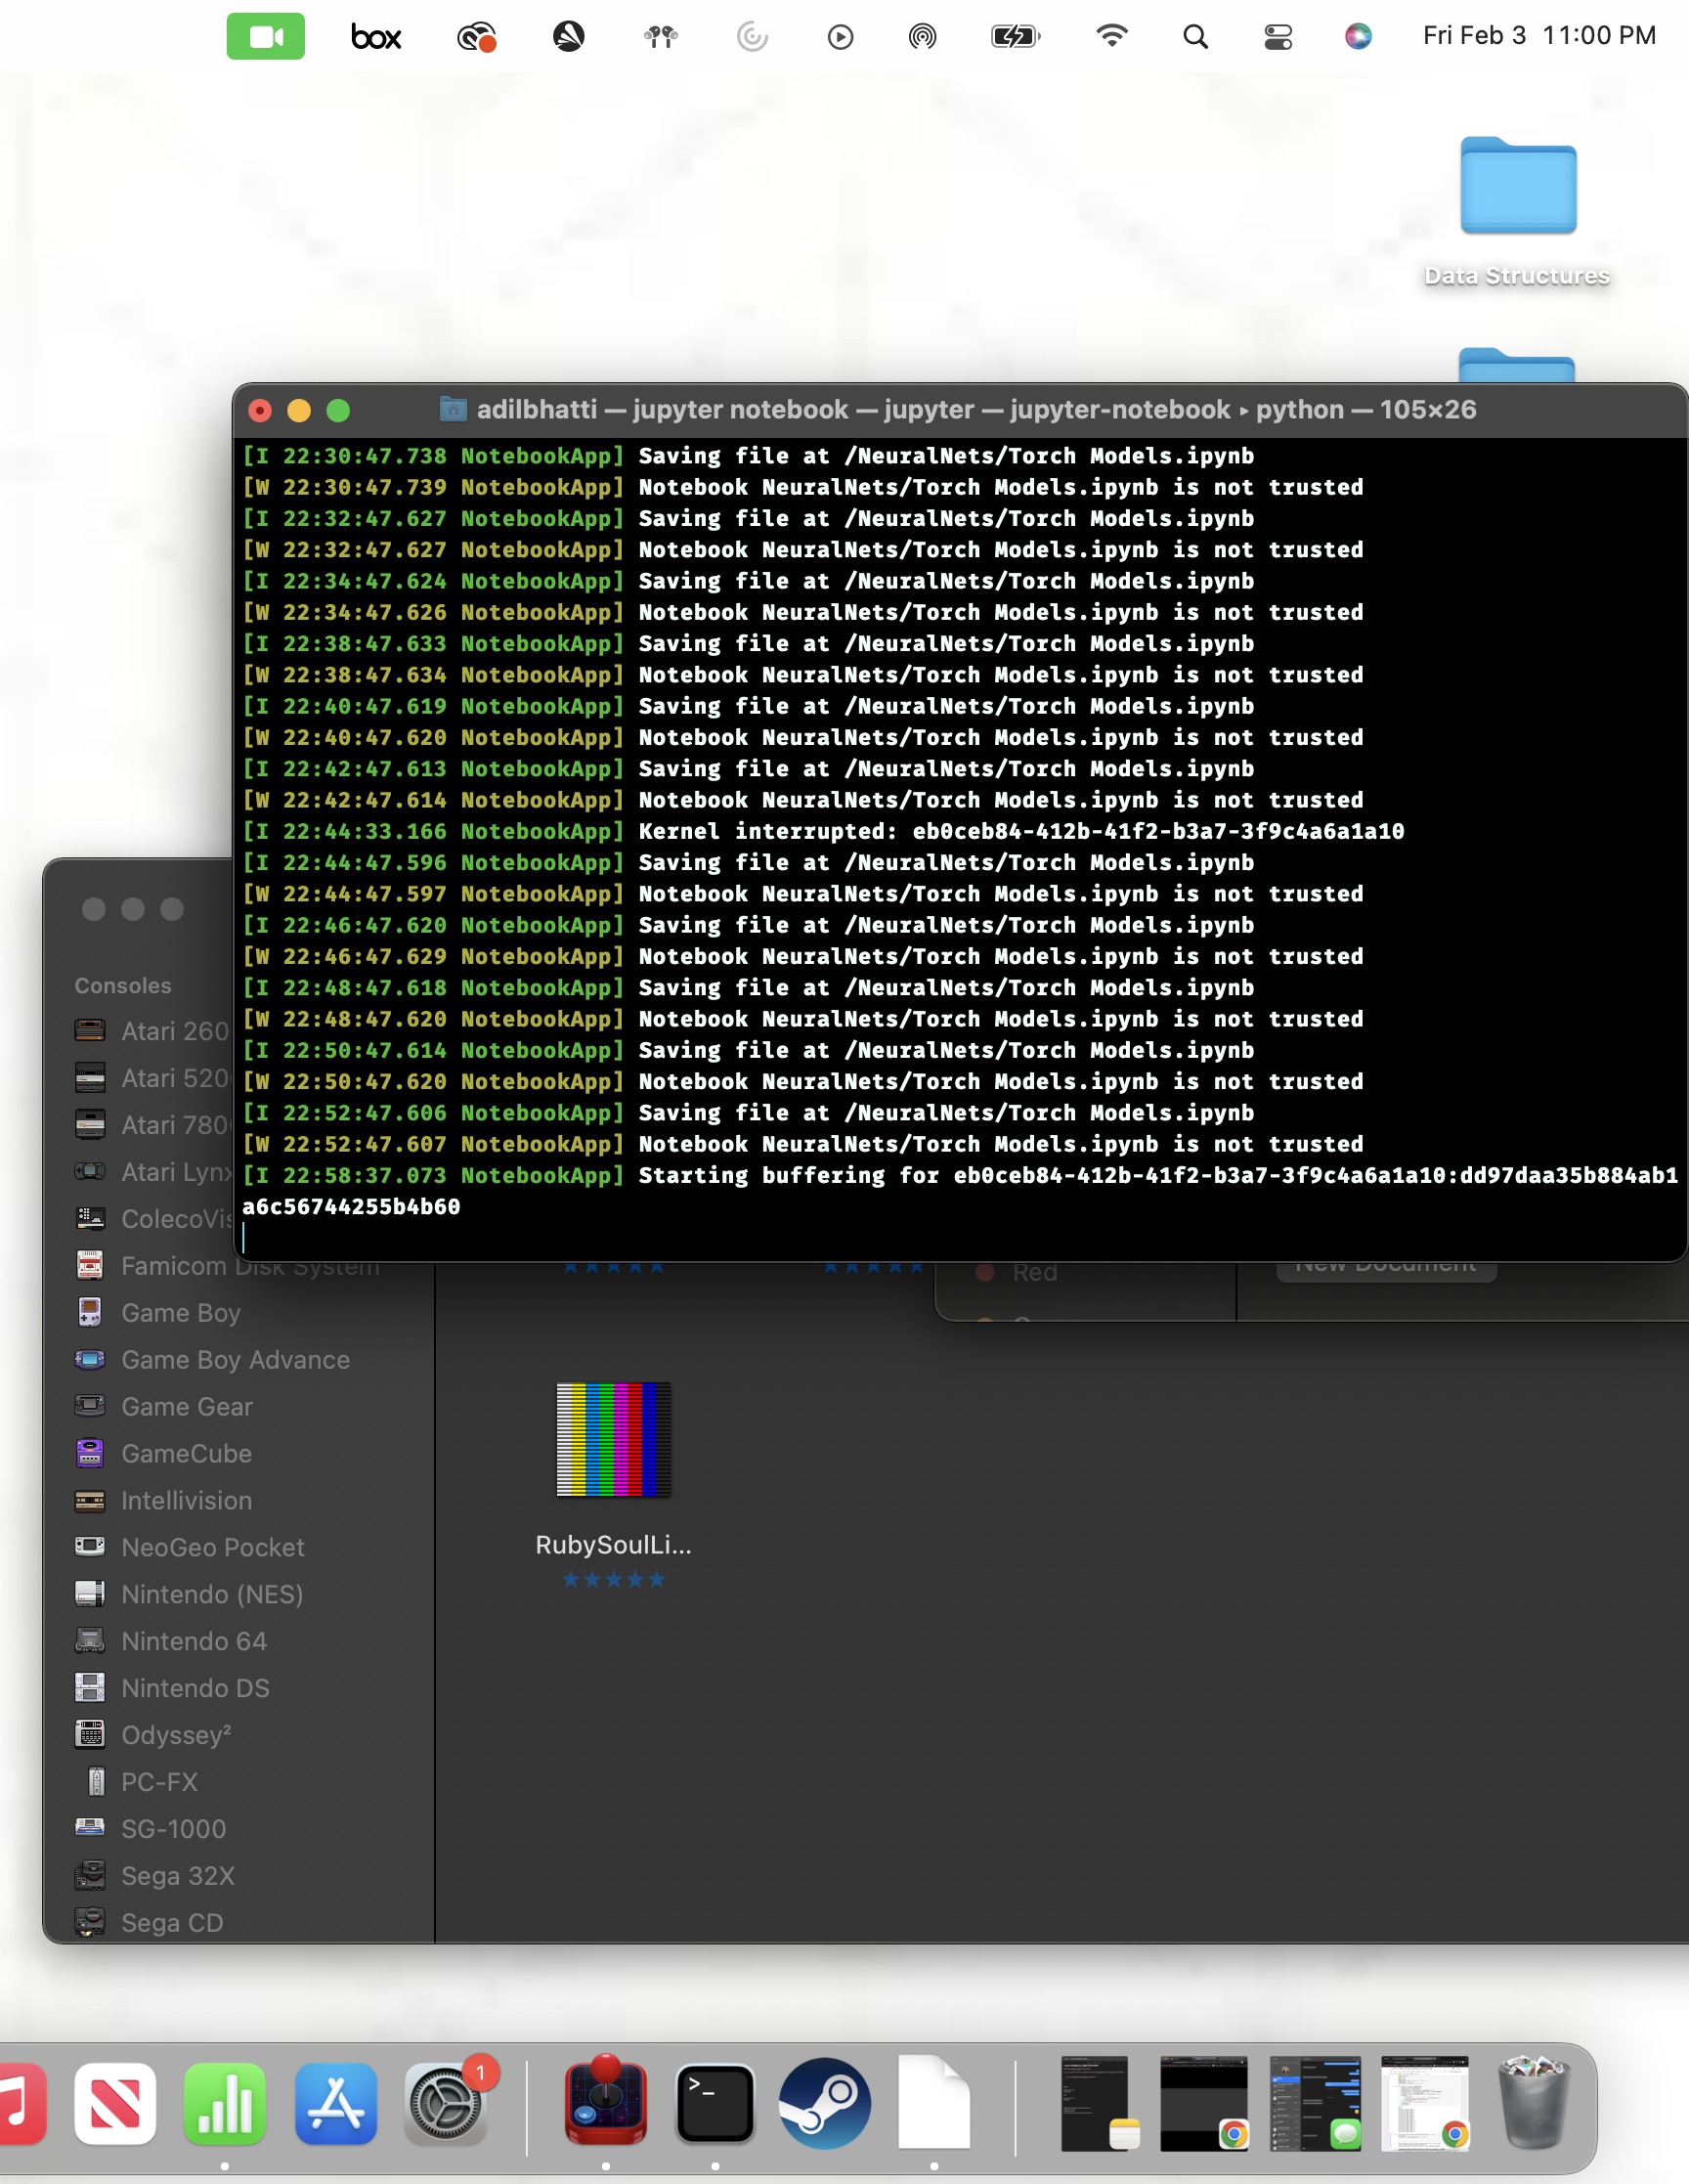 box
Fri Feb 3 11:00 PM
Data Structures
adilbhatti — jupyter notebook — jupyter — jupyter-notebook ▸ python — 105×26
[I 22:30:47.738 NotebookApp] Saving file at /NeuralNets/Torch Models.ipynb
[W 22:30:47.739 NotebookApp] Notebook NeuralNets/Torch Models.ipynb is not trusted
[I 22:32:47.627 NotebookApp] Saving file at /NeuralNets/Torch Models.ipynb
[W 22:32:47.627 NotebookApp] Notebook NeuralNets/Torch Models.ipynb is not trusted
[I 22:34:47.624 NotebookApp] Saving file at /NeuralNets/Torch Models.ipynb
[W 22:34:47.626 NotebookApp] Notebook NeuralNets/Torch Models.ipynb is not trusted
[I 22:38:47.633 NotebookApp] Saving file at /NeuralNets/Torch Models.ipynb
[W 22:38:47.634 NotebookApp] Notebook NeuralNets/Torch Models.ipynb is not trusted
[I 22:40:47.619 NotebookApp] Saving file at /NeuralNets/Torch Models.ipynb
[W 22:40:47.620 NotebookApp] Notebook NeuralNets/Torch Models.ipynb is not trusted
[I 22:42:47.613 NotebookApp] Saving file at /NeuralNets/Torch Models.ipynb
[W 22:42:47.614 NotebookApp] Notebook NeuralNets/Torch Models.ipynb is not trusted
[I 22:44:33.166 NotebookApp] Kernel interrupted: eb0ceb84-412b-41f2-b3a7-3f9c4a6a1a10
[I 22:44:47.596 NotebookApp] Saving file at /NeuralNets/Torch Models.ipynb
[W 22:44:47.597 NotebookApp] Notebook NeuralNets/Torch Models.ipynb is not trusted
[I 22:46:47.620 NotebookApp] Saving file at /NeuralNets/Torch Models.ipynb
[W 22:46:47.629 NotebookApp] Notebook NeuralNets/Torch Models.ipynb is not trusted
[I 22:48:47.618 NotebookApp] Saving file at /NeuralNets/Torch Models.ipynb
[W 22:48:47.620 NotebookApp] Notebook NeuralNets/Torch Models.ipynb is not trusted
[I 22:50:47.614 NotebookApp] Saving file at /NeuralNets/Torch Models.ipynb
[W 22:50:47.620 NotebookApp] Notebook NeuralNets/Torch Models.ipynb is not trusted
[I 22:52:47.606 NotebookApp] Saving file at /NeuralNets/Torch Models.ipynb
[W 22:52:47.607 NotebookApp] Notebook NeuralNets/Torch Models.ipynb is not trusted
[I 22:58:37.073 NotebookApp] Starting buffering for eb0ceb84-412b-41f2-b3a7-3f9c4a6a1a10:dd97daa35b884ab1
a6c56744255b4b60
Consoles
Atari 260
Atari 520
Atari 780
Atari Lynx
ColecoVis
Famicom Disk System
Game Boy
Game Boy Advance
Game Gear
GameCube
Intellivision
NeoGeo Pocket
Nintendo (NES)
Nintendo 64
Nintendo DS
Odyssey²
PC-FX
SG-1000
Sega 32X
Sega CD
Red
New Document
RubySoulLi...
1